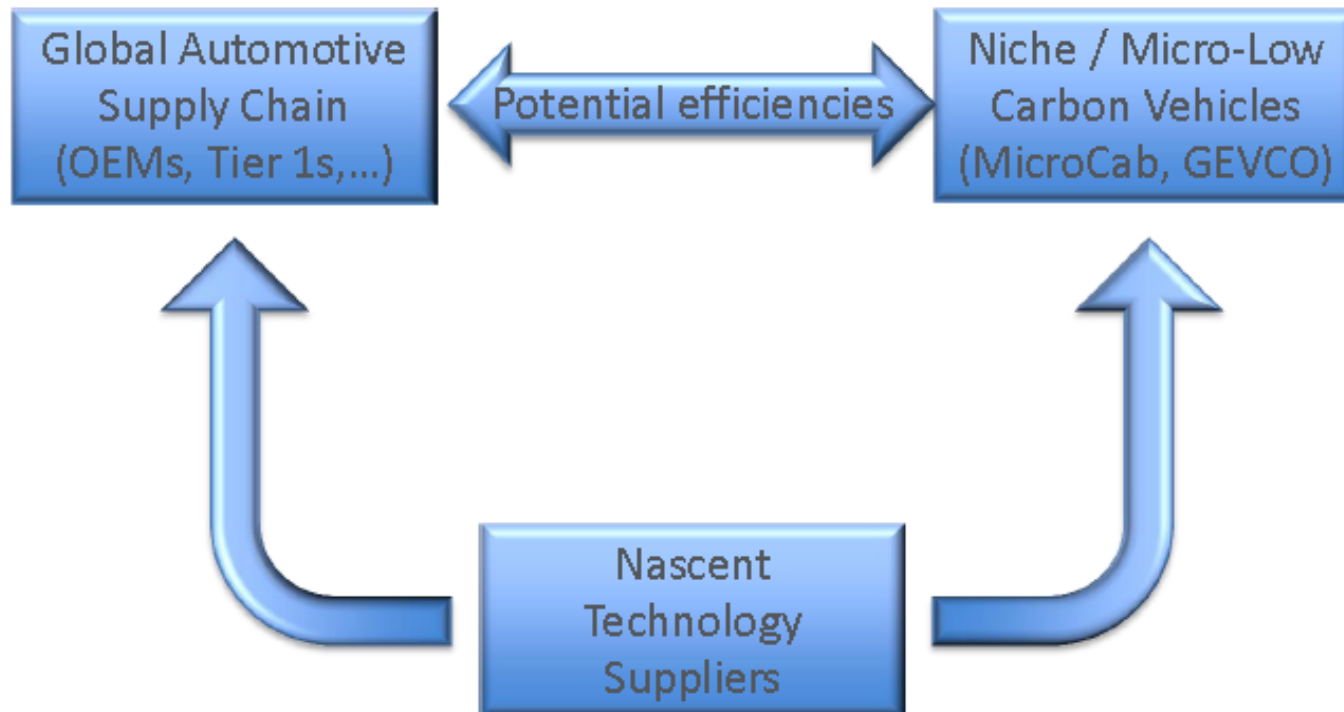 Global Automotive
Supply Chain
(OEMs, Tier 1s,...)
Potential efficiencies
Niche / Micro-Low
Carbon Vehicles
(MicroCab, GEVCO)
Nascent
Technology
Suppliers